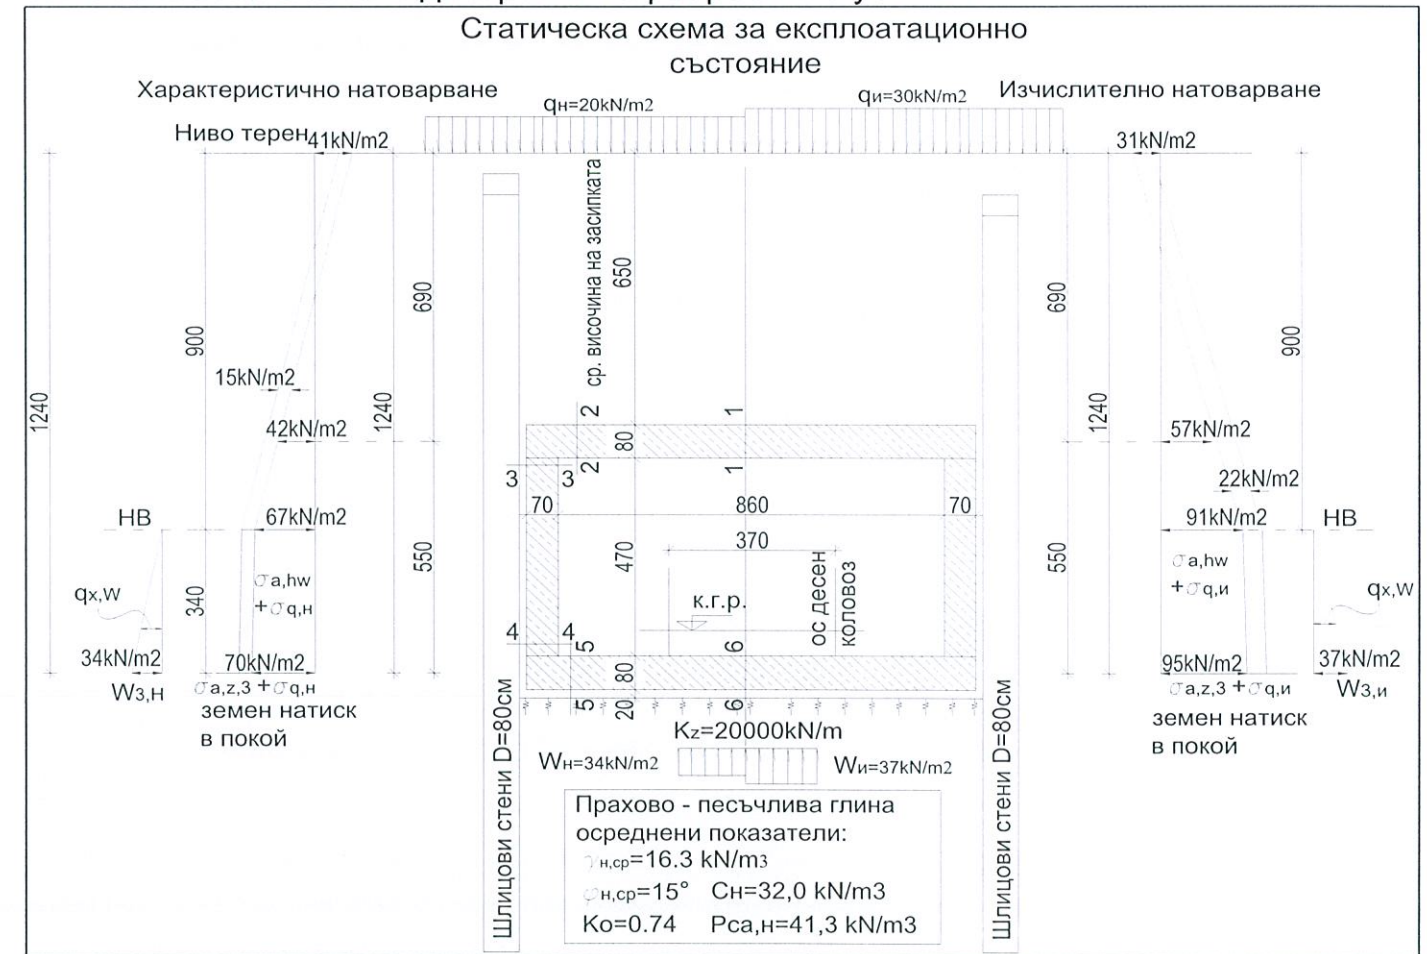 Статическа схема за експлоатационно
състояние
Характеристично натоварване
Изчислително натоварване
qн=20kN/m2
qи=30kN/m2
Ниво терен
41kN/m2
31kN/m2
ср. височина на засипката
650
690
690
900
900
1240
1240
1240
15kN/m2
42kN/m2
57kN/m2
22kN/m2
2
1
80
2
1
3
3
70
860
70
НВ
67kN/m2
91kN/m2
НВ
370
470
550
550
340
σa,hw
+σq,н
σa,hw
+σq,и
qx,w
qx,w
к.г.р.
ос десен
коловоз
4
4
5
6
34kN/m2
70kN/m2
80
95kN/m2
37kN/m2
W3,н
σa,z,3 +σq,н
σa,z,3 +σq,и
W3,и
земен натиск
в покой
земен натиск
в покой
5
20
6
Kz=20000kN/m
Wн=34kN/m2
Wи=37kN/m2
Шлицови стени D=80см
Шлицови стени D=80см
Прахово - песъчлива глина
осреднени показатели:
γн,ср=16.3 kN/m3
φн,ср=15° Cн=32,0 kN/m3
Ko=0.74 Pca,н=41,3 kN/m3